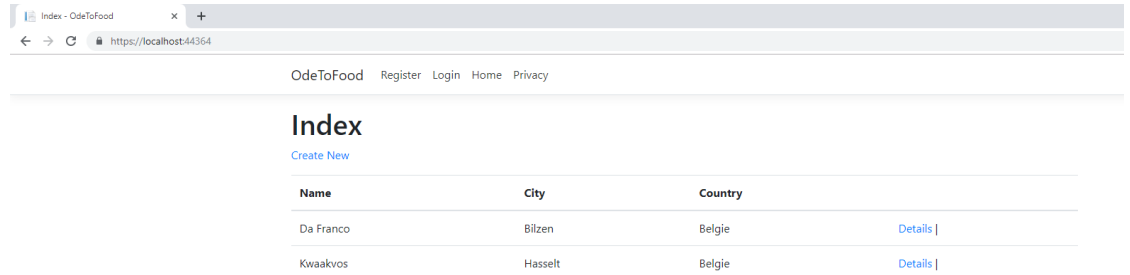 Index - OdeToFood
https://localhost:44364
OdeToFood Register Login Home Privacy
Index
Create New
Name City Country
Da Franco Bilzen Belgie Details |
Kwaakvos Hasselt Belgie Details |